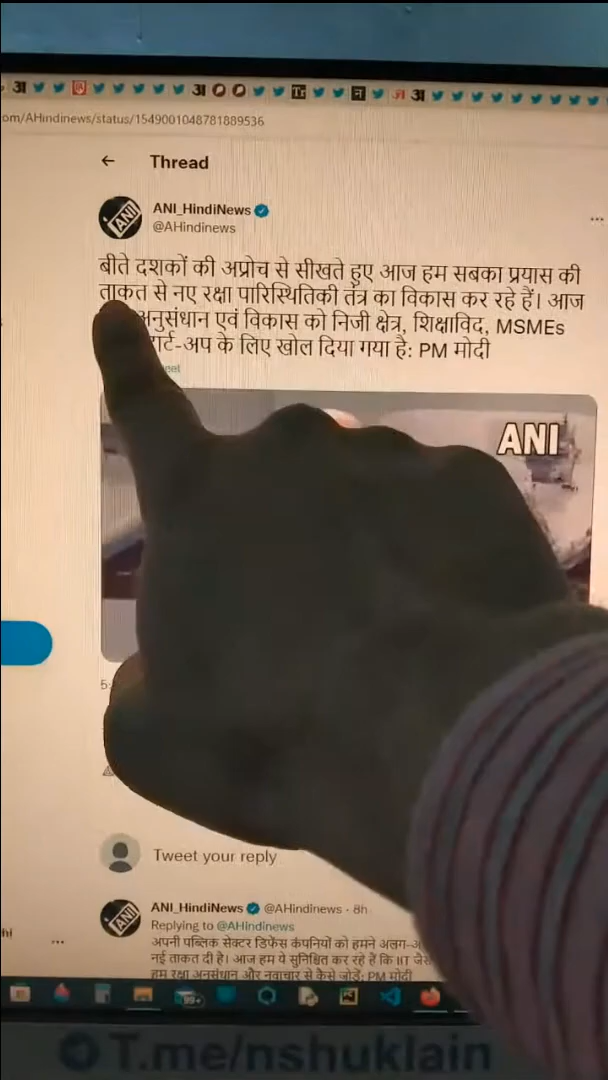 om/AHindinews/status/1549001048781889536
← Thread
ANI_HindiNews
@AHindinews
बीते दशकों की अप्रोच से सीखते हुए आज हम सबका प्रयास की
ताकत से नए रक्षा पारिस्थितिकी तंत्र का विकास कर रहे हैं। आज
अनुसंधान एवं विकास को निजी क्षेत्र, शिक्षाविद, MSMEs
र्ट-अप के लिए खोल दिया गया है: PM मोदी
ANI
Tweet your reply
ANI_HindiNews @AHindinews · 8h
Replying to @AHindinews
अपनी पब्लिक सेक्टर डिफेंस कंपनियों को हमने अलग-अ
नई ताकत दी है। आज हम ये सुनिश्चित कर रहे हैं कि IIT जैसे
हम रक्षा अनुसंधान और नवाचार से कैसे जोड़ें: PM मोदी
99+
T.me/nshuklain